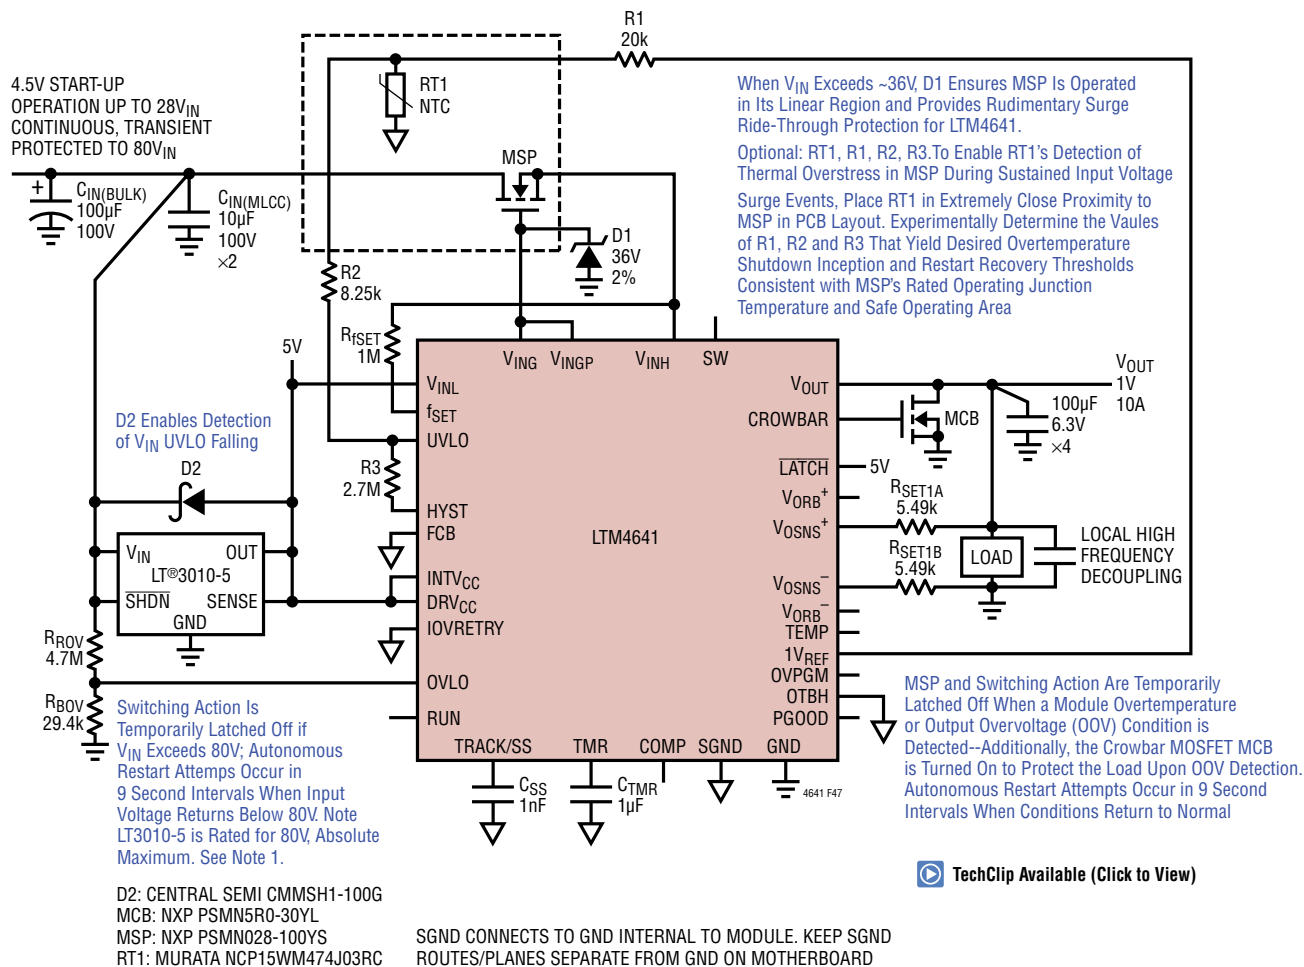 R1
20k
4.5V START-UP
OPERATION UP TO 28VIN
CONTINUOUS, TRANSIENT
PROTECTED TO 80VIN
RT1
NTC
When VIN Exceeds ~36V, D1 Ensures MSP Is Operated
in Its Linear Region and Provides Rudimentary Surge
Ride-Through Protection for LTM4641.
Optional: RT1, R1, R2, R3.To Enable RT1's Detection of
Thermal Overstress in MSP During Sustained Input Voltage
Surge Events, Place RT1 in Extremely Close Proximity to
MSP in PCB Layout. Experimentally Determine the Vaules
of R1, R2 and R3 That Yield Desired Overtemperature
Shutdown Inception and Restart Recovery Thresholds
Consistent with MSP's Rated Operating Junction
Temperature and Safe Operating Area
MSP
+
CIN(BULK)
100µF
100V
CIN(MLCC)
10µF
100V
×2
D1
36V
2%
R2
8.25k
RfSET
1M
5V
VING
VINGP
VINH
SW
VINL
fSET
UVLO
HYST
FCB
INTVCC
DRVCC
IOVRETRY
OVLO
RUN
TRACK/SS
TMR
COMP
SGND
GND
LTM4641
VOUT
CROWBAR
LATCH
VORB+
VOSNS+
VOSNS–
VORB–
TEMP
1VREF
OVPGM
OTBH
PGOOD
4641 F47
VOUT
1V
10A
100µF
6.3V
×4
MCB
5V
RSET1A
5.49k
RSET1B
5.49k
LOAD
LOCAL HIGH
FREQUENCY
DECOUPLING
D2 Enables Detection
of VIN UVLO Falling
D2
R3
2.7M
VIN
OUT
LT®3010-5
SHDN
SENSE
GND
RROV
4.7M
RBOV
29.4k
Switching Action Is
Temporarily Latched Off if
VIN Exceeds 80V; Autonomous
Restart Attemps Occur in
9 Second Intervals When Input
Voltage Returns Below 80V. Note
LT3010-5 is Rated for 80V, Absolute
Maximum. See Note 1.
CSS
1nF
CTMR
1µF
MSP and Switching Action Are Temporarily
Latched Off When a Module Overtemperature
or Output Overvoltage (OOV) Condition is
Detected--Additionally, the Crowbar MOSFET MCB
is Turned On to Protect the Load Upon OOV Detection.
Autonomous Restart Attempts Occur in 9 Second
Intervals When Conditions Return to Normal
TechClip Available (Click to View)
D2: CENTRAL SEMI CMMSH1-100G
MCB: NXP PSMN5R0-30YL
MSP: NXP PSMN028-100YS
RT1: MURATA NCP15WM474J03RC
SGND CONNECTS TO GND INTERNAL TO MODULE. KEEP SGND
ROUTES/PLANES SEPARATE FROM GND ON MOTHERBOARD